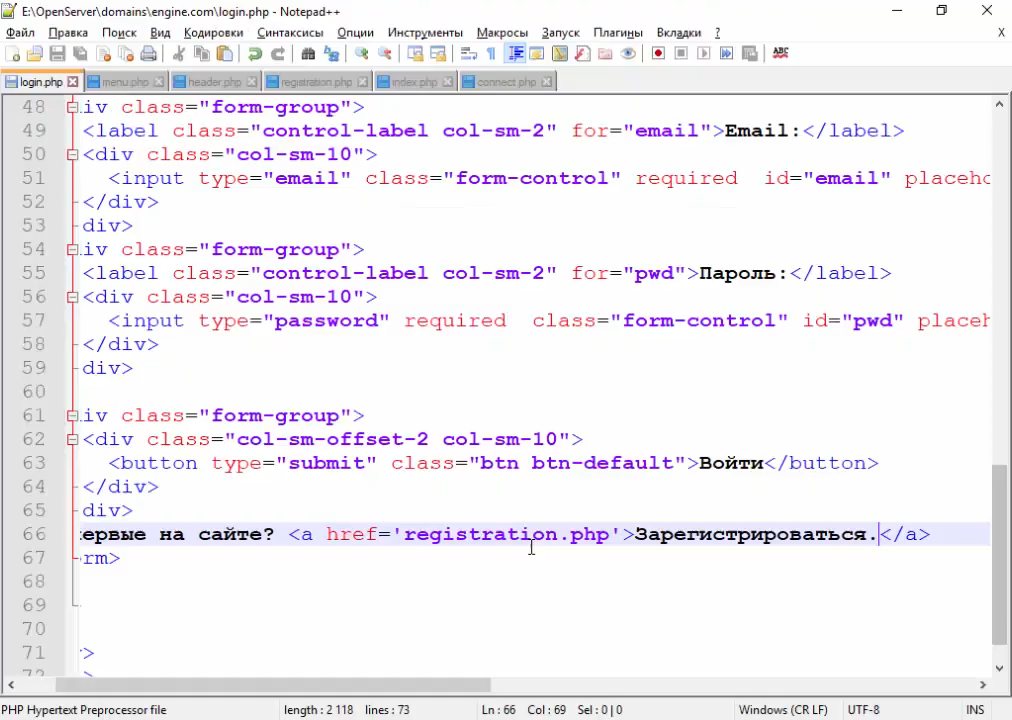 E:\OpenServer\domains\engine.com\login.php - Notepad++
Файл Правка Поиск Вид Кодировки Синтаксисы Опции Инструменты Макросы Запуск Плагины Вкладки ? X
login.php menu.php header.php registration.php index.php connect.php
48 iv class="form-group">
49 <label class="control-label col-sm-2" for="email">Email:</label>
50 <div class="col-sm-10">
51 <input type="email" class="form-control" required id="email" placeho
52 </div>
53 div>
54 iv class="form-group">
55 <label class="control-label col-sm-2" for="pwd">Пароль:</label>
56 <div class="col-sm-10">
57 <input type="password" required class="form-control" id="pwd" placeh
58 </div>
59 div>
60
61 iv class="form-group">
62 <div class="col-sm-offset-2 col-sm-10">
63 <button type="submit" class="btn btn-default">Войти</button>
64 </div>
65 div>
66 ервые на сайте? <a href='registration.php'>Зарегистрироваться.</a>
67 rm>
68
69
70
71 >
72 >
PHP Hypertext Preprocessor file length : 2 118 lines : 73 Ln : 66 Col : 69 Sel : 0 | 0 Windows (CR LF) UTF-8 INS